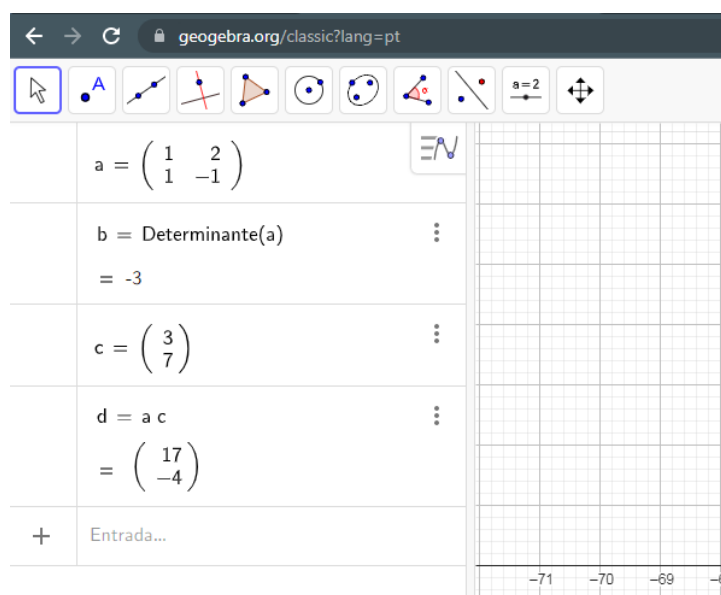 geogebra.org/classic?lang=pt
A
α
a=2
a = ( 1 2
1 −1 )
b = Determinante(a)
= -3
c = ( 3
7 )
d = a c
= ( 17
−4 )
+ Entrada...
−71 −70 −69